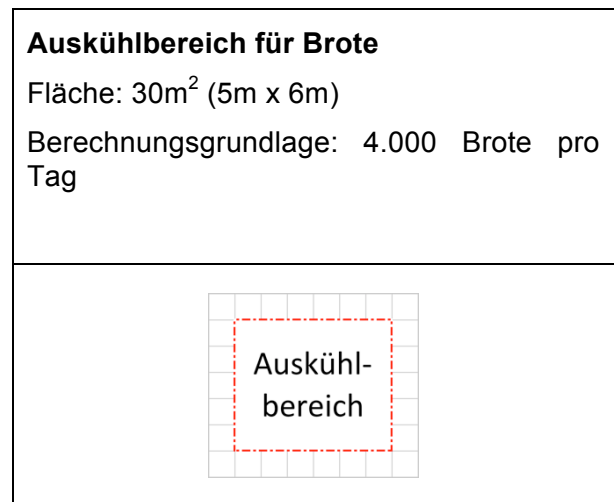 Auskühlbereich für Brote
Fläche: 30m² (5m x 6m)
Berechnungsgrundlage: 4.000 Brote pro
Tag
Auskühl-
bereich